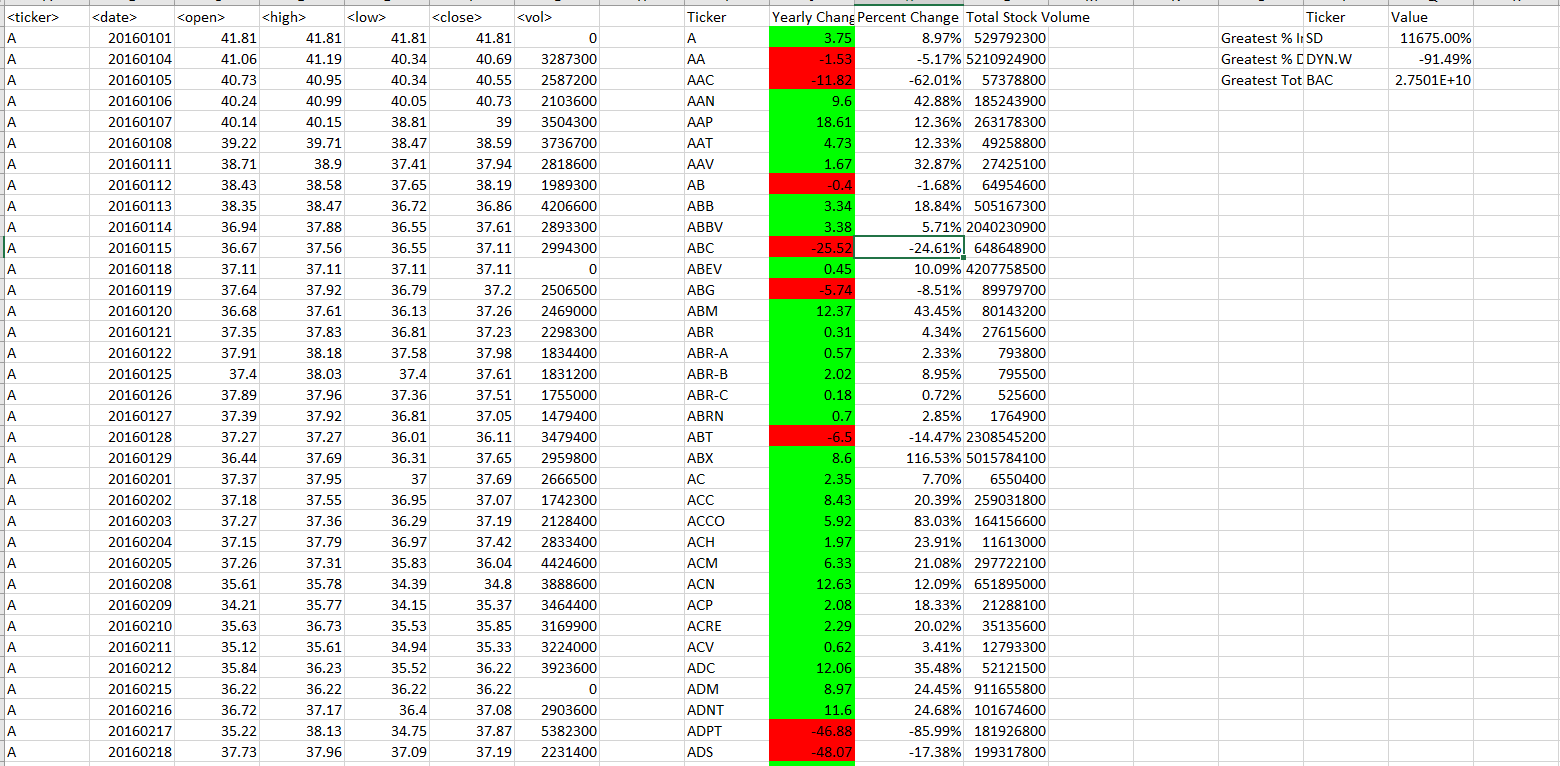 <ticker> <date> <open> <high> <low> <close> <vol> Ticker Yearly Chang Percent Change Total Stock Volume Ticker Value
A 20160101 41.81 41.81 41.81 41.81 0 A 3.75 8.97% 529792300 Greatest % I SD 11675.00%
A 20160104 41.06 41.19 40.34 40.69 3287300 AA -1.53 -5.17% 5210924900 Greatest % D DYN.W -91.49%
A 20160105 40.73 40.95 40.34 40.55 2587200 AAC -11.82 -62.01% 57378800 Greatest Tot BAC 2.7501E+10
A 20160106 40.24 40.99 40.05 40.73 2103600 AAN 9.6 42.88% 185243900
A 20160107 40.14 40.15 38.81 39 3504300 AAP 18.61 12.36% 263178300
A 20160108 39.22 39.71 38.47 38.59 3736700 AAT 4.73 12.33% 49258800
A 20160111 38.71 38.9 37.41 37.94 2818600 AAV 1.67 32.87% 27425100
A 20160112 38.43 38.58 37.65 38.19 1989300 AB -0.4 -1.68% 64954600
A 20160113 38.35 38.47 36.72 36.86 4206600 ABB 3.34 18.84% 505167300
A 20160114 36.94 37.88 36.55 37.61 2893300 ABBV 3.38 5.71% 2040230900
A 20160115 36.67 37.56 36.55 37.11 2994300 ABC -25.52 -24.61% 648648900
A 20160118 37.11 37.11 37.11 37.11 0 ABEV 0.45 10.09% 4207758500
A 20160119 37.64 37.92 36.79 37.2 2506500 ABG -5.74 -8.51% 89979700
A 20160120 36.68 37.61 36.13 37.26 2469000 ABM 12.37 43.45% 80143200
A 20160121 37.35 37.83 36.81 37.23 2298300 ABR 0.31 4.34% 27615600
A 20160122 37.91 38.18 37.58 37.98 1834400 ABR-A 0.57 2.33% 793800
A 20160125 37.4 38.03 37.4 37.61 1831200 ABR-B 2.02 8.95% 795500
A 20160126 37.89 37.96 37.36 37.51 1755000 ABR-C 0.18 0.72% 525600
A 20160127 37.39 37.92 36.81 37.05 1479400 ABRN 0.7 2.85% 1764900
A 20160128 37.27 37.27 36.01 36.11 3479400 ABT -6.5 -14.47% 2308545200
A 20160129 36.44 37.69 36.31 37.65 2959800 ABX 8.6 116.53% 5015784100
A 20160201 37.37 37.95 37 37.69 2666500 AC 2.35 7.70% 6550400
A 20160202 37.18 37.55 36.95 37.07 1742300 ACC 8.43 20.39% 259031800
A 20160203 37.27 37.36 36.29 37.19 2128400 ACCO 5.92 83.03% 164156600
A 20160204 37.15 37.79 36.97 37.42 2833400 ACH 1.97 23.91% 11613000
A 20160205 37.26 37.31 35.83 36.04 4424600 ACM 6.33 21.08% 297722100
A 20160208 35.61 35.78 34.39 34.8 3888600 ACN 12.63 12.09% 651895000
A 20160209 34.21 35.77 34.15 35.37 3464400 ACP 2.08 18.33% 21288100
A 20160210 35.63 36.73 35.53 35.85 3169900 ACRE 2.29 20.02% 35135600
A 20160211 35.12 35.61 34.94 35.33 3224000 ACV 0.62 3.41% 12793300
A 20160212 35.84 36.23 35.52 36.22 3923600 ADC 12.06 35.48% 52121500
A 20160215 36.22 36.22 36.22 36.22 0 ADM 8.97 24.45% 911655800
A 20160216 36.72 37.17 36.4 37.08 2903600 ADNT 11.6 24.68% 101674600
A 20160217 35.22 38.13 34.75 37.87 5382300 ADPT -46.88 -85.99% 181926800
A 20160218 37.73 37.96 37.09 37.19 2231400 ADS -48.07 -17.38% 199317800